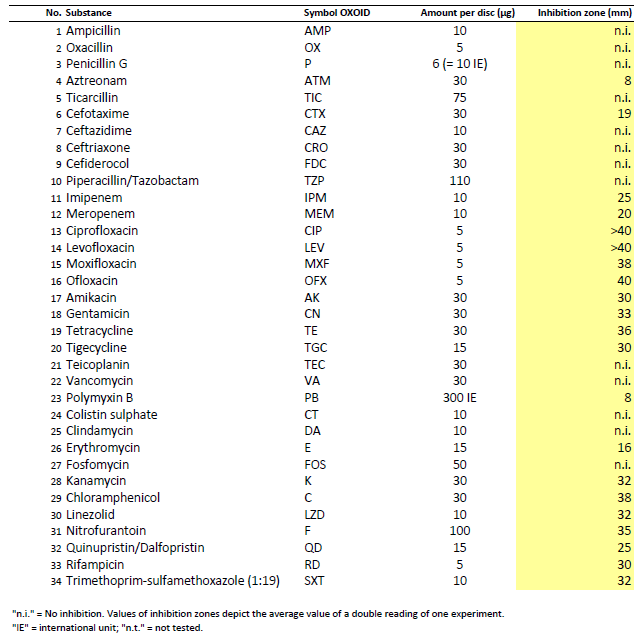 No. Substance Symbol OXOID Amount per disc (µg) Inhibition zone (mm)
1 Ampicillin AMP 10 n.i.
2 Oxacillin OX 5 n.i.
3 Penicillin G P 6 (= 10 IE) n.i.
4 Aztreonam ATM 30 8
5 Ticarcillin TIC 75 n.i.
6 Cefotaxime CTX 30 19
7 Ceftazidime CAZ 10 n.i.
8 Ceftriaxone CRO 30 n.i.
9 Cefiderocol FDC 30 n.i.
10 Piperacillin/Tazobactam TZP 110 n.i.
11 Imipenem IPM 10 25
12 Meropenem MEM 10 20
13 Ciprofloxacin CIP 5 >40
14 Levofloxacin LEV 5 >40
15 Moxifloxacin MXF 5 38
16 Ofloxacin OFX 5 40
17 Amikacin AK 30 30
18 Gentamicin CN 30 33
19 Tetracycline TE 30 36
20 Tigecycline TGC 15 30
21 Teicoplanin TEC 30 n.i.
22 Vancomycin VA 30 n.i.
23 Polymyxin B PB 300 IE 8
24 Colistin sulphate CT 10 n.i.
25 Clindamycin DA 10 n.i.
26 Erythromycin E 15 16
27 Fosfomycin FOS 50 n.i.
28 Kanamycin K 30 32
29 Chloramphenicol C 30 38
30 Linezolid LZD 10 32
31 Nitrofurantoin F 100 35
32 Quinupristin/Dalfopristin QD 15 25
33 Rifampicin RD 5 30
34 Trimethoprim-sulfamethoxazole (1:19) SXT 10 32
"n.i." = No inhibition. Values of inhibition zones depict the average value of a double reading of one experiment.
"IE" = international unit; "n.t." = not tested.